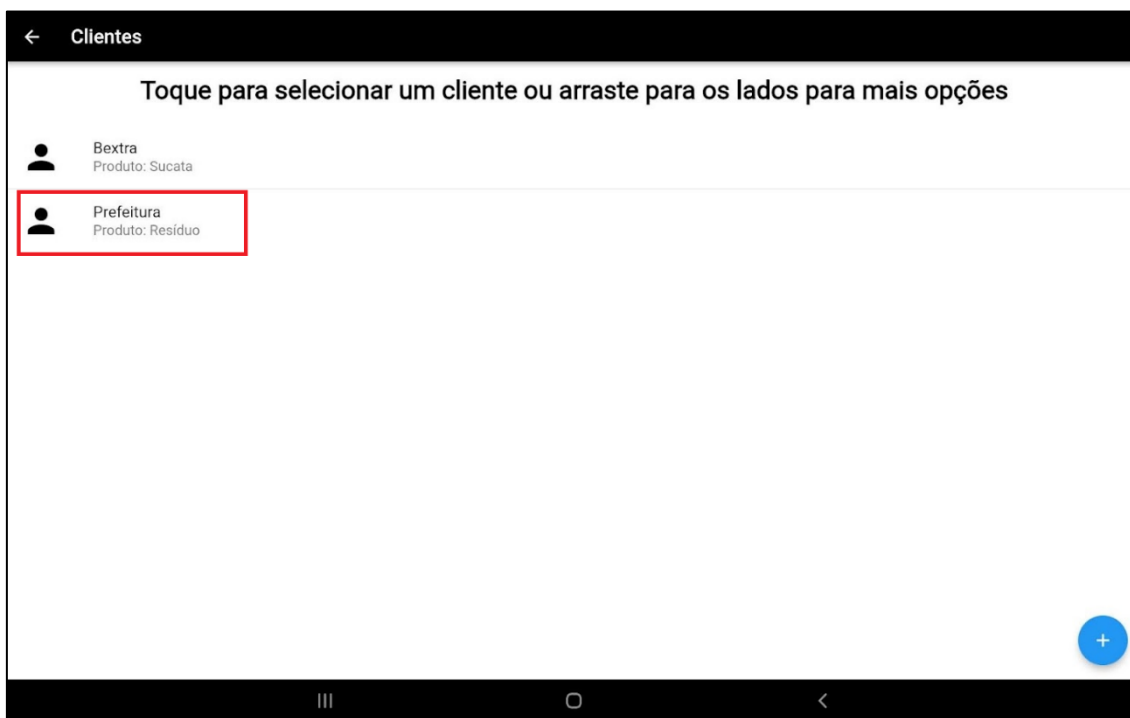 Clientes
Toque para selecionar um cliente ou arraste para os lados para mais opções
Bextra
Produto: Sucata
Prefeitura
Produto: Resíduo